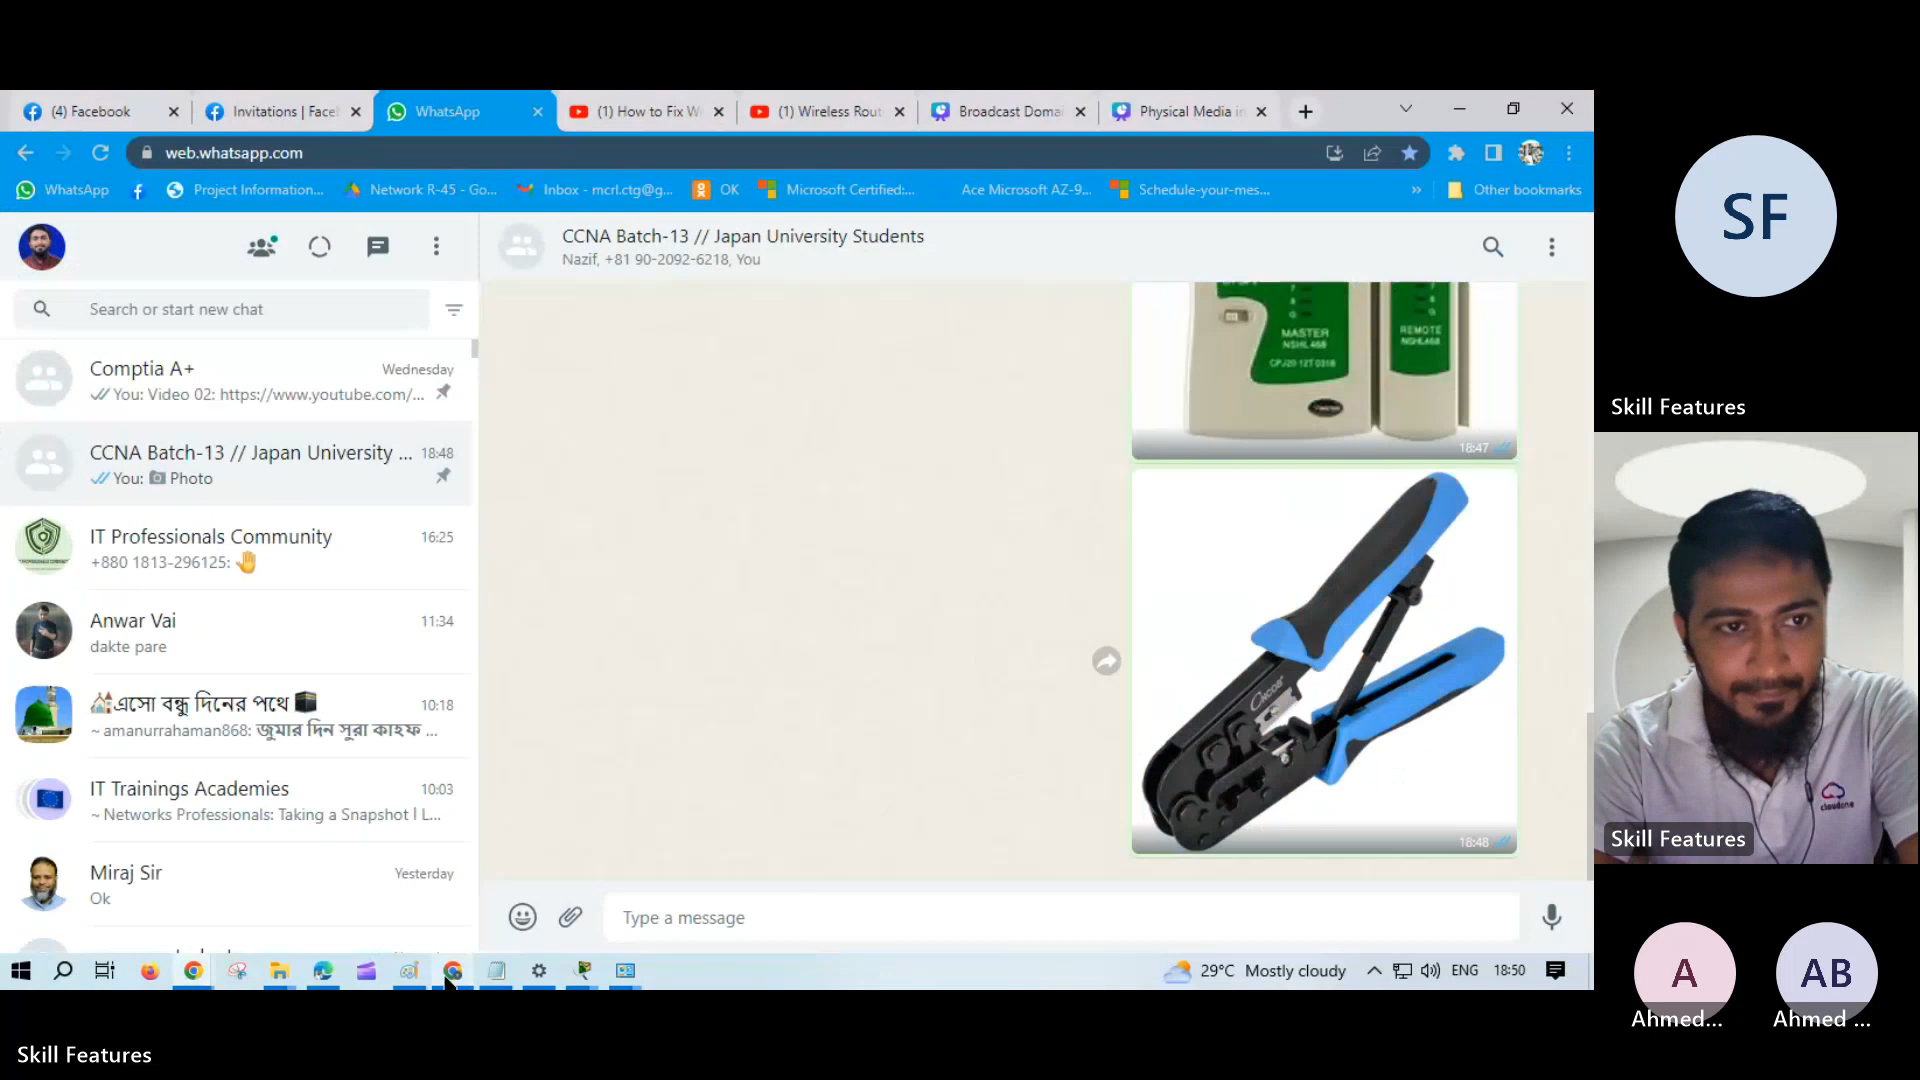 (4) Facebook
Invitations | Facel
WhatsApp
(1) How to Fix W
(1) Wireless Rout
Broadcast Doma
Physical Media in
web.whatsapp.com
WhatsApp
Project Information...
Network R-45 - Go...
Inbox - mcrl.ctg@g...
OK
Microsoft Certified:...
Ace Microsoft AZ-9...
Schedule-your-mes...
Other bookmarks
CCNA Batch-13 // Japan University Students
Nazif, +81 90-2092-6218, You
Search or start new chat
Comptia A+
Wednesday
You: Video 02: https://www.youtube.com/...
CCNA Batch-13 // Japan University ...
18:48
You: Photo
IT Professionals Community
16:25
+880 1813-296125:
Anwar Vai
11:34
dakte pare
এসো বন্ধু দিনের পথে
10:18
~ amanurrahaman868: জুমার দিন সুরা কাহফ ...
IT Trainings Academies
10:03
~ Networks Professionals: Taking a Snapshot l L...
Miraj Sir
Yesterday
Ok
MASTER
NSHL468
REMOTE
NSHL468
18:47
18:48
Type a message
29°C Mostly cloudy
ENG
18:50
SF
Skill Features
cloudone
Skill Features
A
Ahmed...
AB
Ahmed ...
Skill Features